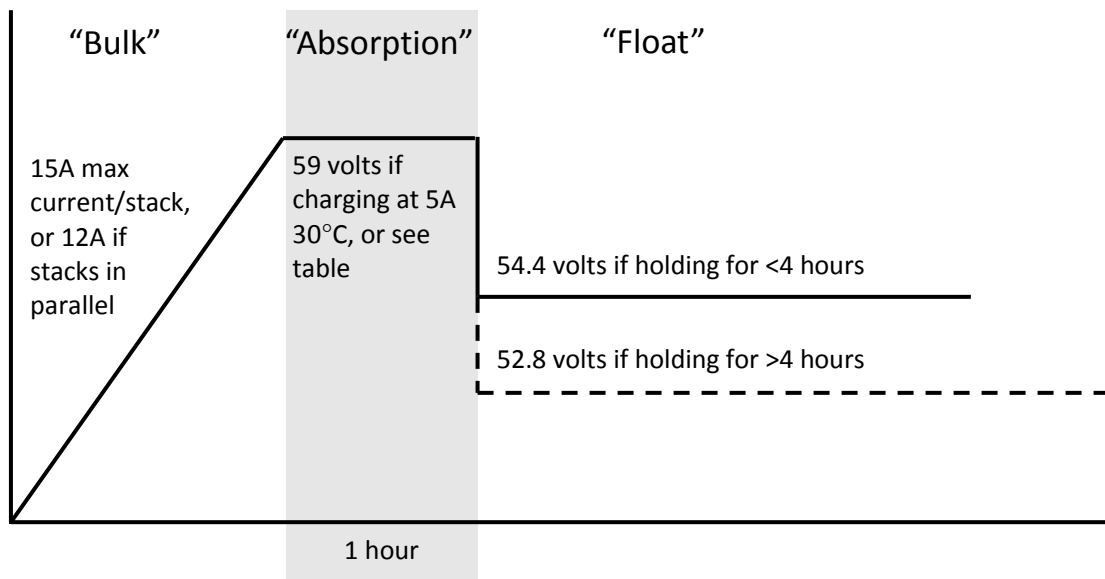 “Bulk”
“Absorption”
“Float”
15A max
current/stack,
or 12A if
stacks in
parallel
59 volts if
charging at 5A
30°C, or see
table
54.4 volts if holding for <4 hours
52.8 volts if holding for >4 hours
1 hour